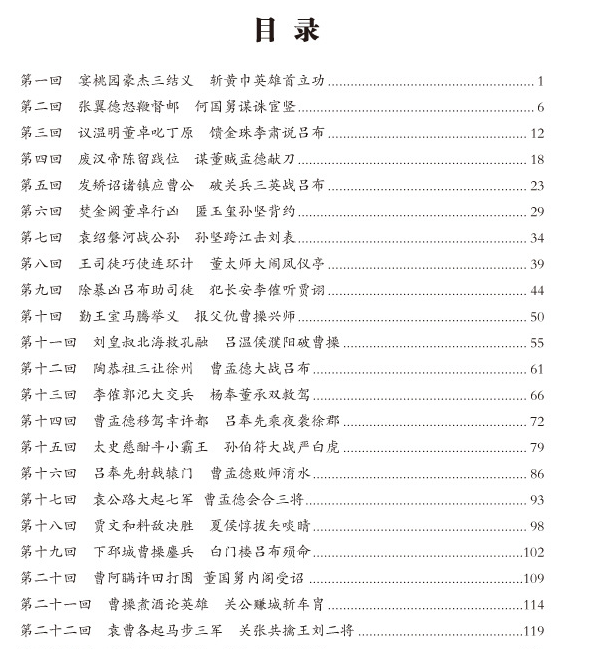 目 录
第一回 宴桃园豪杰三结义 斩黄巾英雄首立功 1
第二回 张翼德怒鞭督邮 何国舅谋诛宦竖 6
第三回 议温明董卓叱丁原 馈金珠李肃说吕布 12
第四回 废汉帝陈留践位 谋董贼孟德献刀 18
第五回 发矫诏诸镇应曹公 破关兵三英战吕布 23
第六回 焚金阙董卓行凶 匿玉玺孙坚背约 29
第七回 袁绍磐河战公孙 孙坚跨江击刘表 34
第八回 王司徒巧使连环计 董太师大闹凤仪亭 39
第九回 除暴凶吕布助司徒 犯长安李傕听贾诩 44
第十回 勤王室马腾举义 报父仇曹操兴师 50
第十一回 刘皇叔北海救孔融 吕温侯濮阳破曹操 55
第十二回 陶恭祖三让徐州 曹孟德大战吕布 61
第十三回 李傕郭汜大交兵 杨奉董承双救驾 66
第十四回 曹孟德移驾幸许都 吕奉先乘夜袭徐郡 72
第十五回 太史慈酣斗小霸王 孙伯符大战严白虎 79
第十六回 吕奉先射戟辕门 曹孟德败师淯水 86
第十七回 袁公路大起七军 曹孟德会合三将 93
第十八回 贾文和料敌决胜 夏侯惇拔矢啖睛 98
第十九回 下邳城曹操鏖兵 白门楼吕布殒命 102
第二十回 曹阿瞒许田打围 董国舅内阁受诏 109
第二十一回 曹操煮酒论英雄 关公赚城斩车胄 114
第二十二回 袁曹各起马步三军 关张共擒王刘二将 119